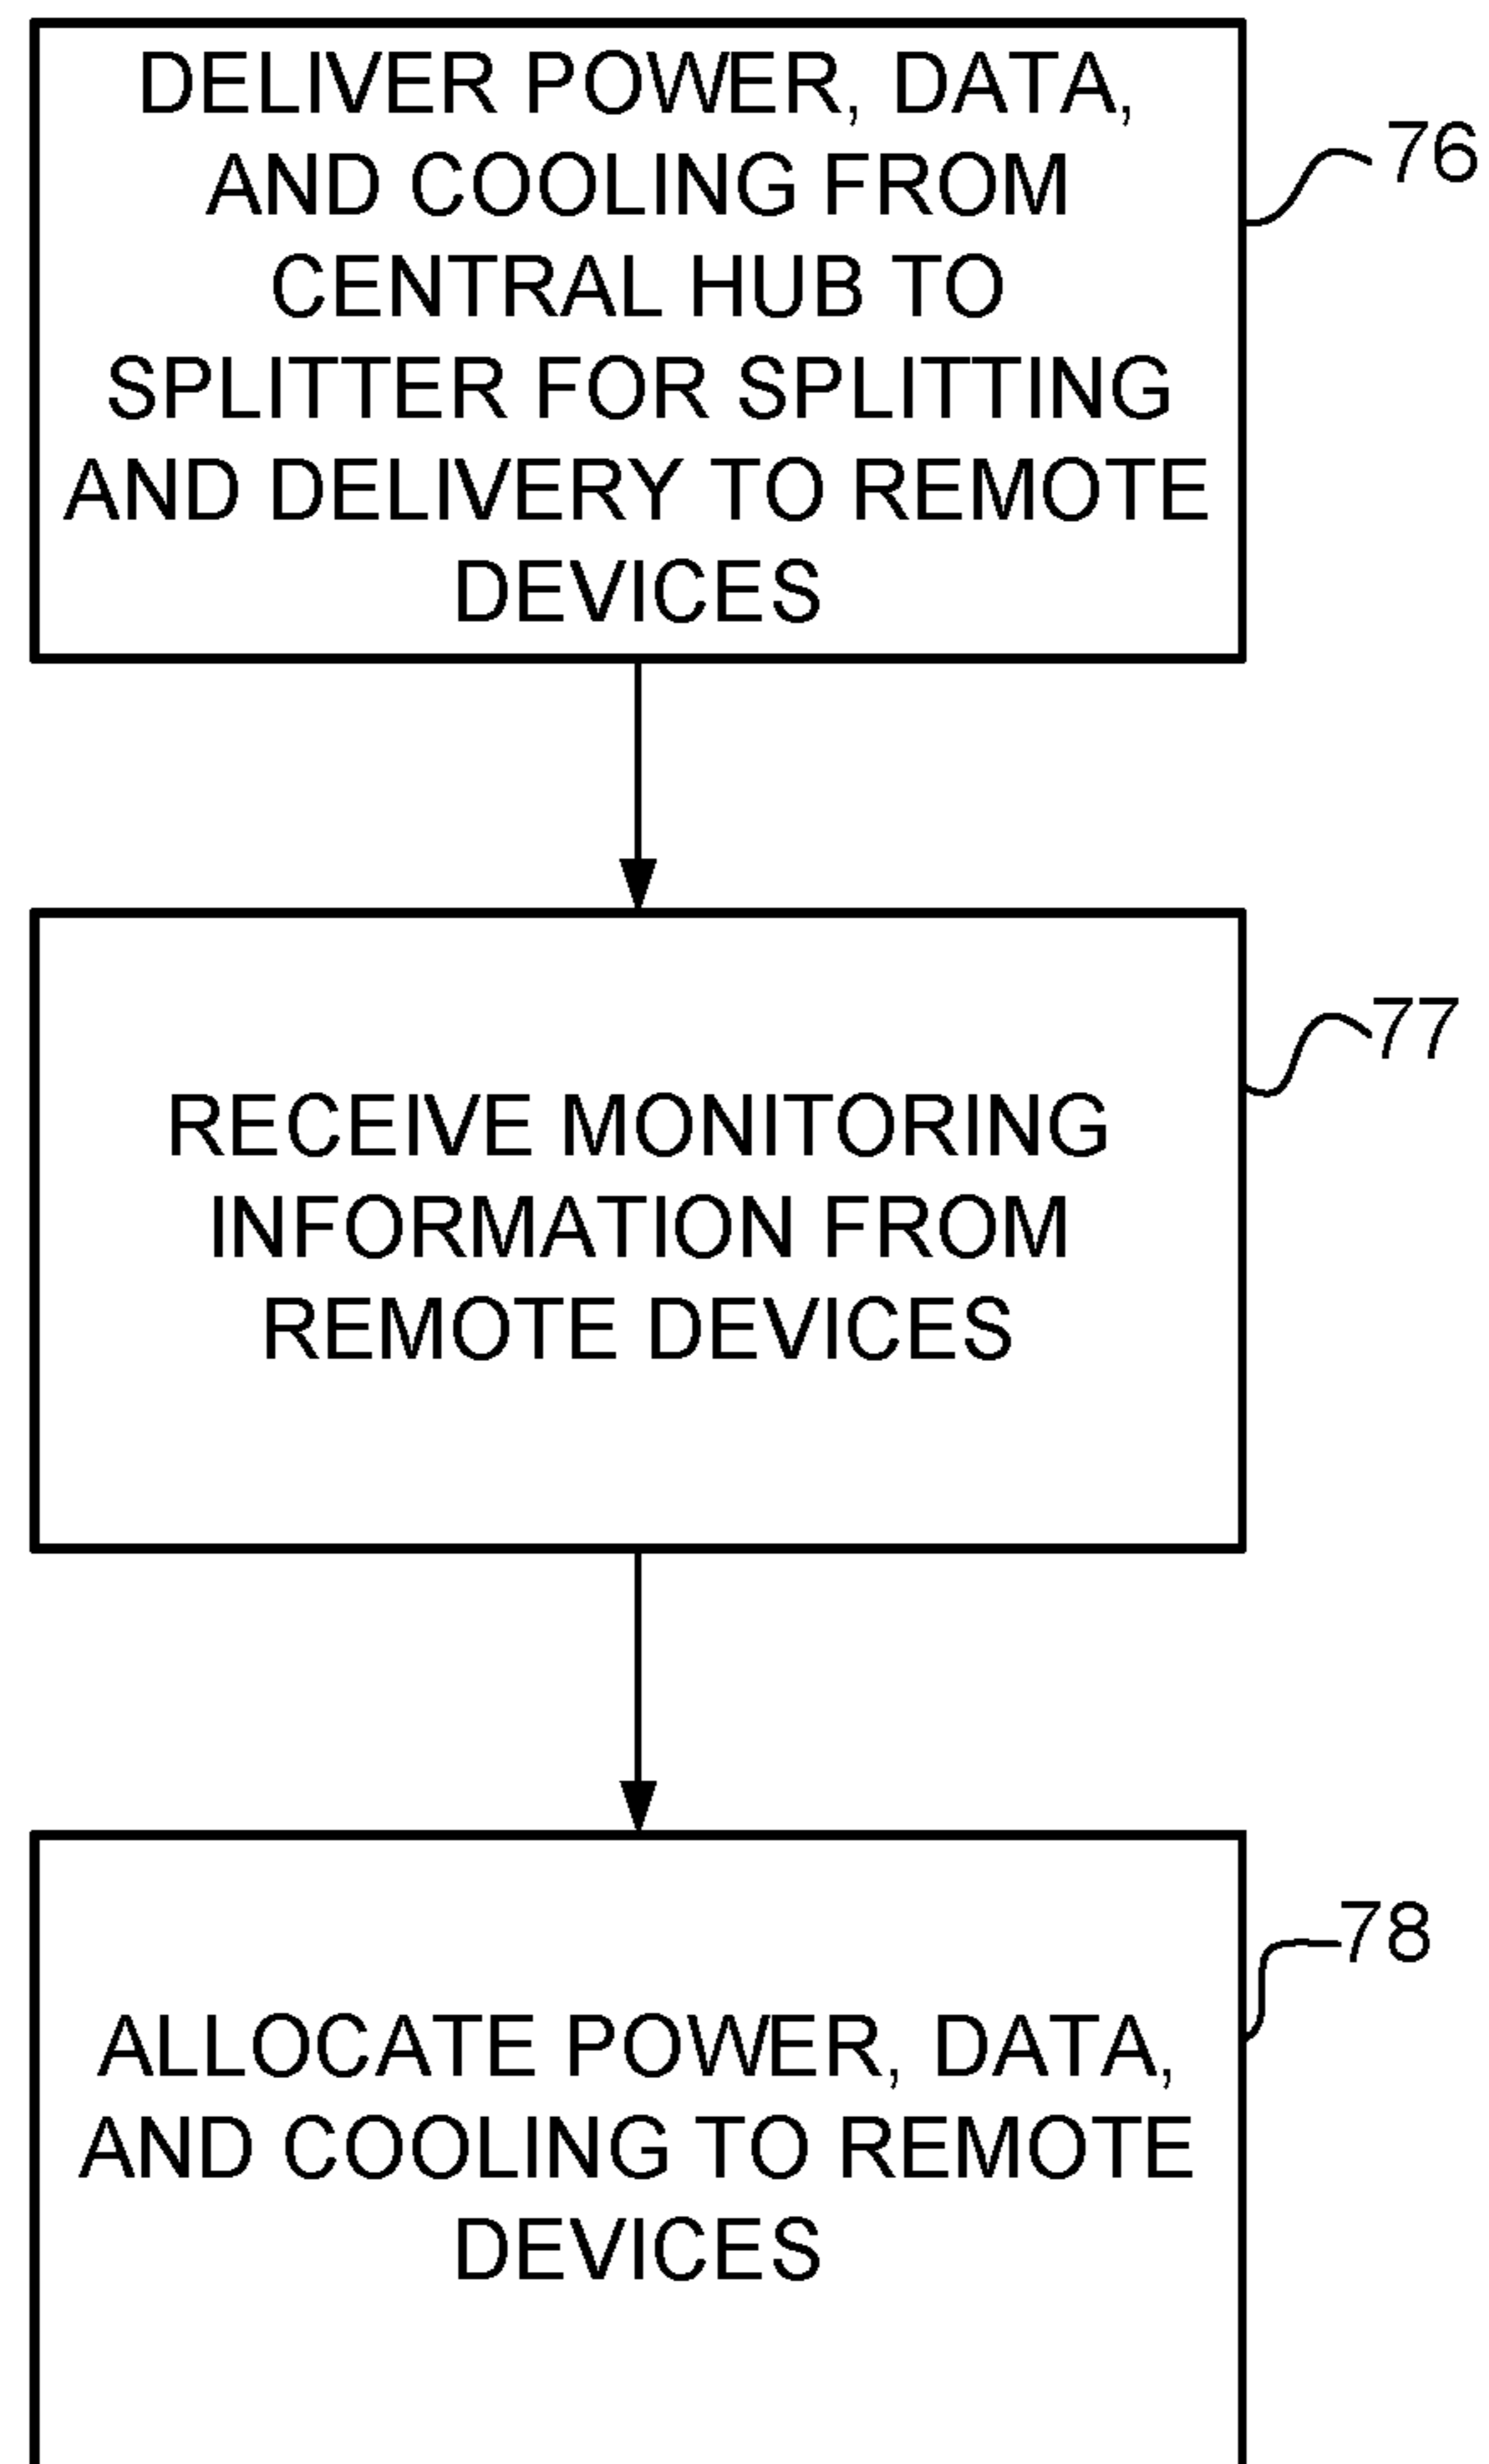 DELIVER POWER, DATA,
AND COOLING FROM
CENTRAL HUB TO
SPLITTER FOR SPLITTING
AND DELIVERY TO REMOTE
DEVICES
76
RECEIVE MONITORING
INFORMATION FROM
REMOTE DEVICES
77
ALLOCATE POWER, DATA,
AND COOLING TO REMOTE
DEVICES
78